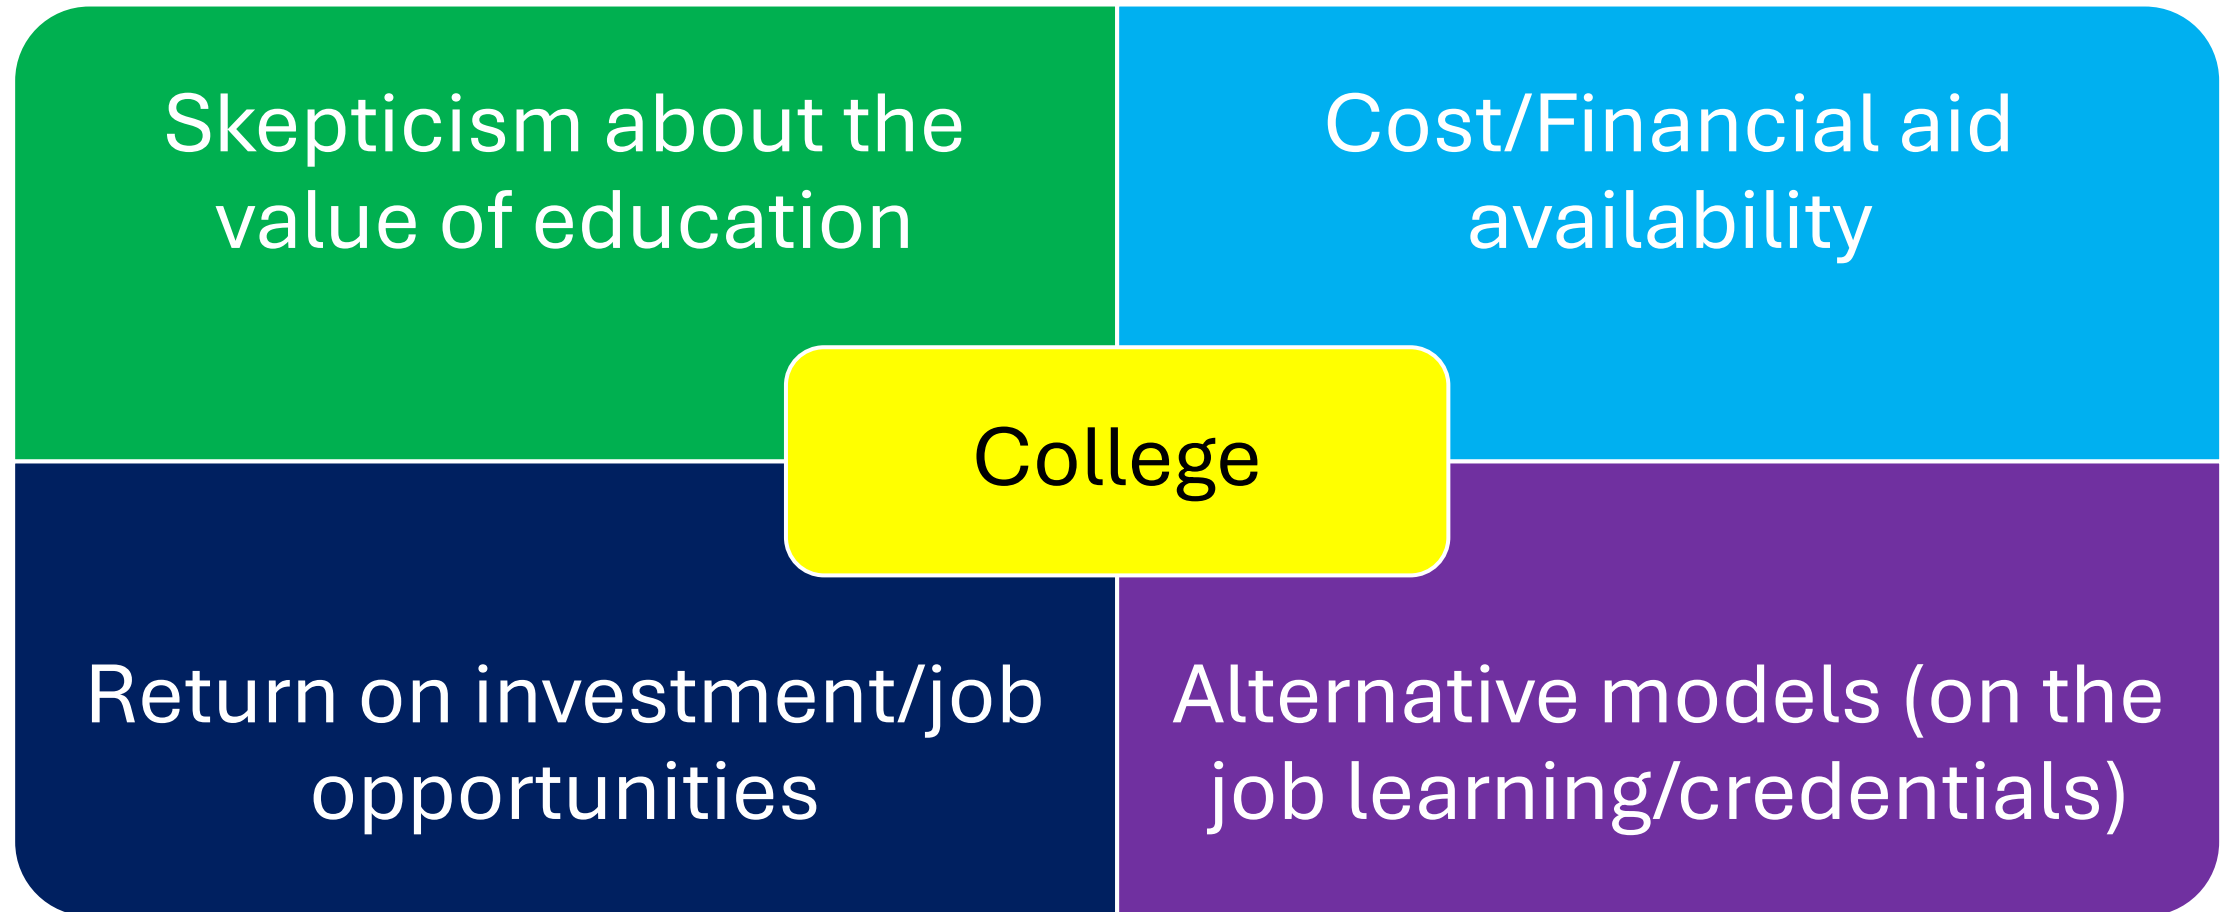 Skepticism about the
value of education
Cost/Financial aid
availability
College
Return on investment/job
opportunities
Alternative models (on the
job learning/credentials)